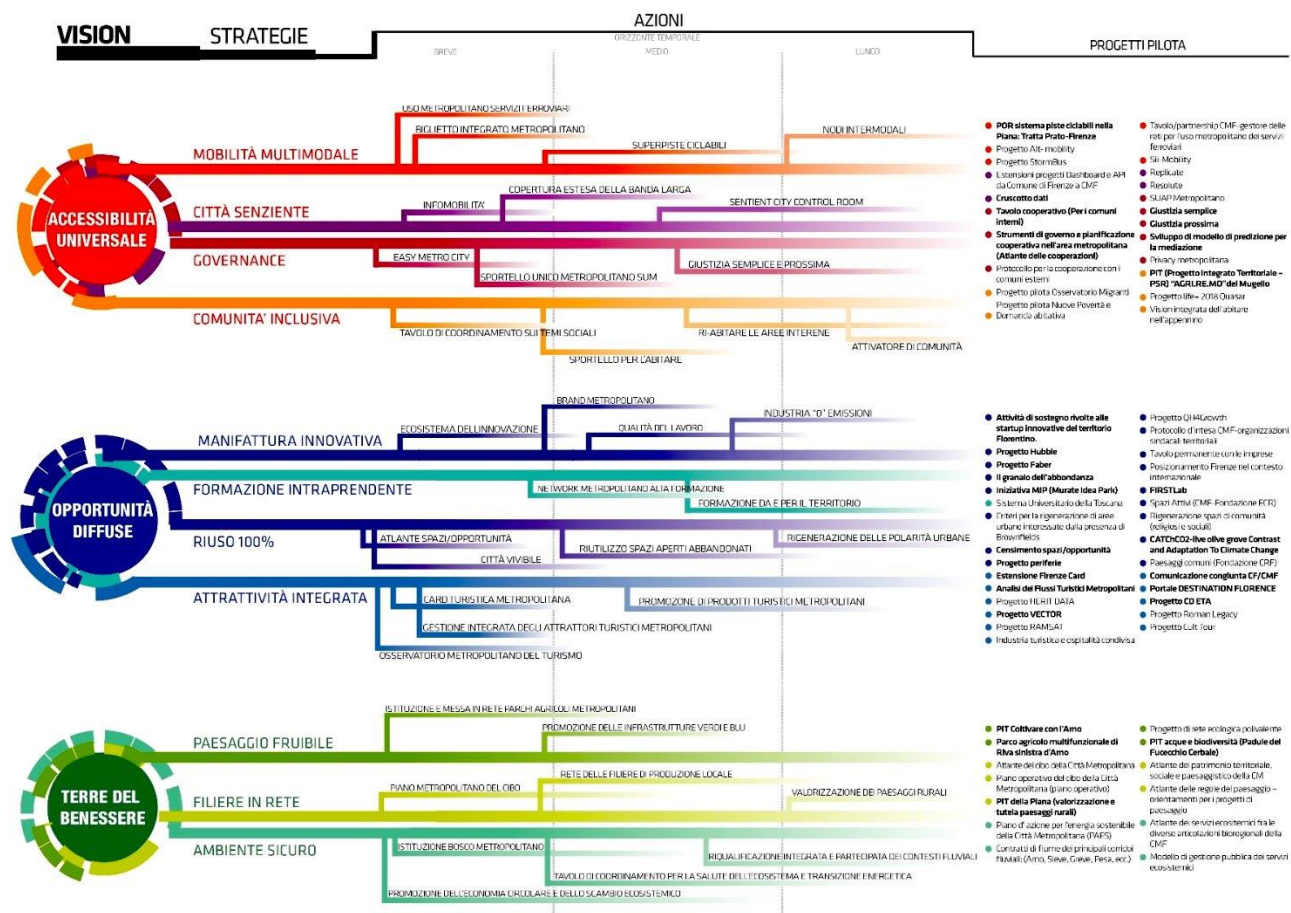 VISION
STRATEGIE
AZIONI
ORIZZONTE TEMPORALE
BREVE
MEDIO
LUNGO
PROGETTI PILOTA
ACCESSIBILITÀ
UNIVERSALE
MOBILITÀ MULTIMODALE
USO METROPOLITANO SERVIZI FERROVIARI
BIGLIETTO INTEGRATO METROPOLITANO
SUPERPISTE CICLABILI
NODI INTERMODALI
CITTÀ SENZIENTE
INFOMOBILITA'
COPERTURA ESTESA DELLA BANDA LARGA
SENTIENT CITY CONTROL ROOM
GOVERNANCE
EASY METRO CITY
SPORTELLO UNICO METROPOLITANO SUM
GIUSTIZIA SEMPLICE E PROSSIMA
COMUNITA' INCLUSIVA
TAVOLO DI COORDINAMENTO SUI TEMI SOCIALI
SPORTELLO PER L'ABITARE
RI-ABITARE LE AREE INTERENE
ATTIVATORE DI COMUNITÀ
POR sistema piste ciclabili nella
Piana: Tratta Prato-Firenze
Progetto Alt-mobility
Progetto StormBus
Estensioni progetti Dashboard e API
da Comune di Firenze a CMF
Cruscotto dati
Tavolo cooperativo (Per i comuni
interni)
Strumenti di governo e pianificazione
cooperativa nell'area metropolitana
(Atlante delle cooperazioni)
Protocollo per la cooperazione con i
comuni esterni
Progetto pilota Osservatorio Migranti
Progetto pilota Nuove Povertà e
Domanda abitativa
Tavolo/partnership CMF-gestore delle
reti per l'uso metropolitano dei servizi
ferroviari
Sii-Mobility
Replicate
Resolute
SUAP Metropolitano
Giustizia semplice
Giustizia prossima
Sviluppo di modello di predizione per
la mediazione
Privacy metropolitana
PIT (Progetto Integrato Territoriale –
PSR) "AGRI.RE.MO" del Mugello
Progetto life+ 2018 Quasar
Vision integrata dell'abitare
nell'appennino
OPPORTUNITÀ
DIFFUSE
MANIFATTURA INNOVATIVA
ECOSISTEMA DELL'INNOVAZIONE
BRAND METROPOLITANO
QUALITÀ DEL LAVORO
INDUSTRIA "0" EMISSIONI
FORMAZIONE INTRAPRENDENTE
NETWORK METROPOLITANO ALTA FORMAZIONE
FORMAZIONE DA E PER IL TERRITORIO
RIUSO 100%
ATLANTE SPAZI/OPPORTUNITÀ
CITTÀ VIVIBILE
RIUTILIZZO SPAZI APERTI ABBANDONATI
RIGENERAZIONE DELLE POLARITÀ URBANE
ATTRATTIVITÀ INTEGRATA
CARD TURISTICA METROPOLITANA
GESTIONE INTEGRATA DEGLI ATTRATTORI TURISTICI METROPOLITANI
OSSERVATORIO METROPOLITANO DEL TURISMO
PROMOZONE DI PRODOTTI TURISTICI METROPOLITANI
Attività di sostegno rivolte alle
startup innovative del territorio
Fiorentino.
Progetto Hubble
Progetto Faber
Il granaio dell'abbondanza
Iniziativa MIP (Murate Idea Park)
Sistema Universitario della Toscana
Criteri per la rigenerazione di aree
urbane interessate dalla presenza di
Brownfields
Censimento spazi/opportunità
Progetto periferie
Estensione Firenze Card
Analisi dei Flussi Turistici Metropolitani
Progetto HERIT DATA
Progetto VECTOR
Progetto RAMSAT
Industria turistica e ospitalità condivisa
Progetto QH4Growth
Protocollo d'intesa CMF-organizzazioni
sindacali territoriali
Tavolo permanente con le imprese
Posizionamento Firenze nel contesto
internazionale
FIRSTLab
Spazi Attivi (CMF-Fondazione ECR)
Rigenerazione spazi di comunità
(religiosi e sociali)
CATChCO2-live olive grove Contrast
and Adaptation To Climate Change
Paesaggi comuni (Fondazione CRF)
Comunicazione congiunta CF/CMF
Portale DESTINATION FLORENCE
Progetto CD ETA
Progetto Roman Legacy
Progetto Cult Tour
TERRE DEL
BENESSERE
PAESAGGIO FRUIBILE
ISTITUZIONE E MESSA IN RETE PARCHI AGRICOLI METROPOLITANI
PROMOZIONE DELLE INFRASTRUTTURE VERDI E BLU
FILIERE IN RETE
PIANO METROPOLITANO DEL CIBO
RETE DELLE FILIERE DI PRODUZIONE LOCALE
VALORIZZAZIONE DEI PAESAGGI RURALI
AMBIENTE SICURO
ISTITUZIONE BOSCO METROPOLITANO
RIQUALIFICAZIONE INTEGRATA E PARTECIPATA DEI CONTESTI FLUVIALI
TAVOLO DI COORDINAMENTO PER LA SALUTE DELL'ECOSISTEMA E TRANSIZIONE ENERGETICA
PROMOZIONE DELL'ECONOMIA CIRCOLARE E DELLO SCAMBIO ECOSISTEMICO
PIT Coltivare con l'Arno
Parco agricolo multifunzionale di
Riva sinistra d'Arno
Atlante del cibo della Città Metropolitana
Piano operativo del cibo della Città
Metropolitana (piano operativo)
PIT della Piana (valorizzazione e
tutela paesaggi rurali)
Piano d'azione per l'energia sostenibile
della Città Metropolitana (PAES)
Contratti di fiume dei principali corridoi
fluviali: (Arno, Sieve, Greve, Pesa, ecc.)
Progetto di rete ecologica polivalente
PIT acque e biodiversità (Padule del
Fucecchio Cerbaie)
Atlante del patrimonio territoriale,
sociale e paesaggistico della CM
Atlante delle regole del paesaggio –
orientamenti per i progetti di
paesaggio
Atlante dei servizi ecosistemici fra le
diverse articolazioni bioregionali della
CMF
Modello di gestione pubblica dei servizi
ecosistemici